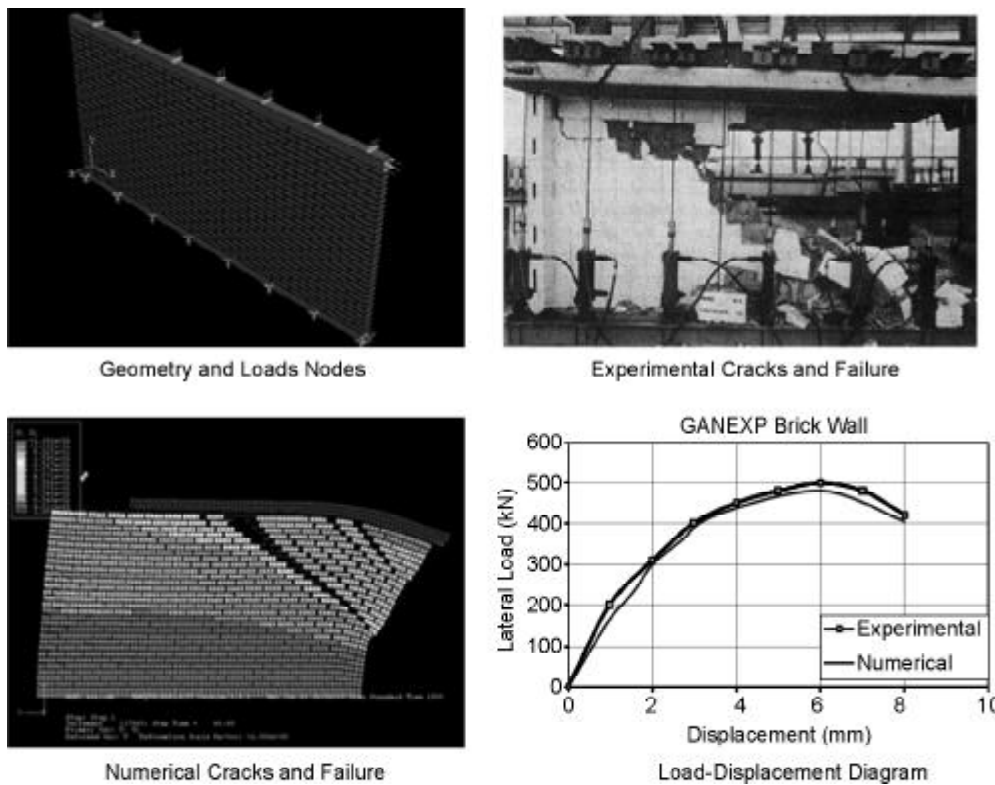 Geometry and Loads Nodes
Experimental Cracks and Failure
GANEXP Brick Wall
600
500
400
300
200
100
0
Lateral Load (kN)
Experimental
Numerical
0 2 4 6 8 10
Displacement (mm)
Numerical Cracks and Failure
Load-Displacement Diagram